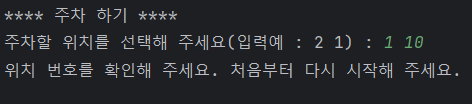 **** 주차 하기 ****
주차할 위치를 선택해 주세요(입력예 : 2 1) : 1 10
위치 번호를 확인해 주세요. 처음부터 다시 시작해 주세요.